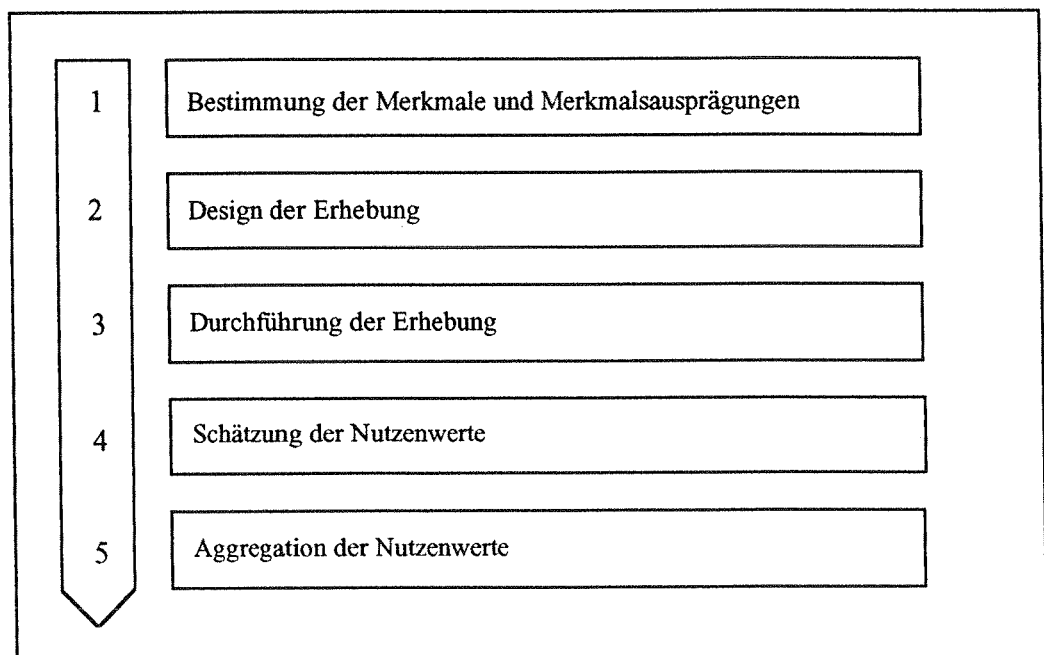 1 Bestimmung der Merkmale und Merkmalsausprägungen
2 Design der Erhebung
3 Durchführung der Erhebung
4 Schätzung der Nutzenwerte
5 Aggregation der Nutzenwerte